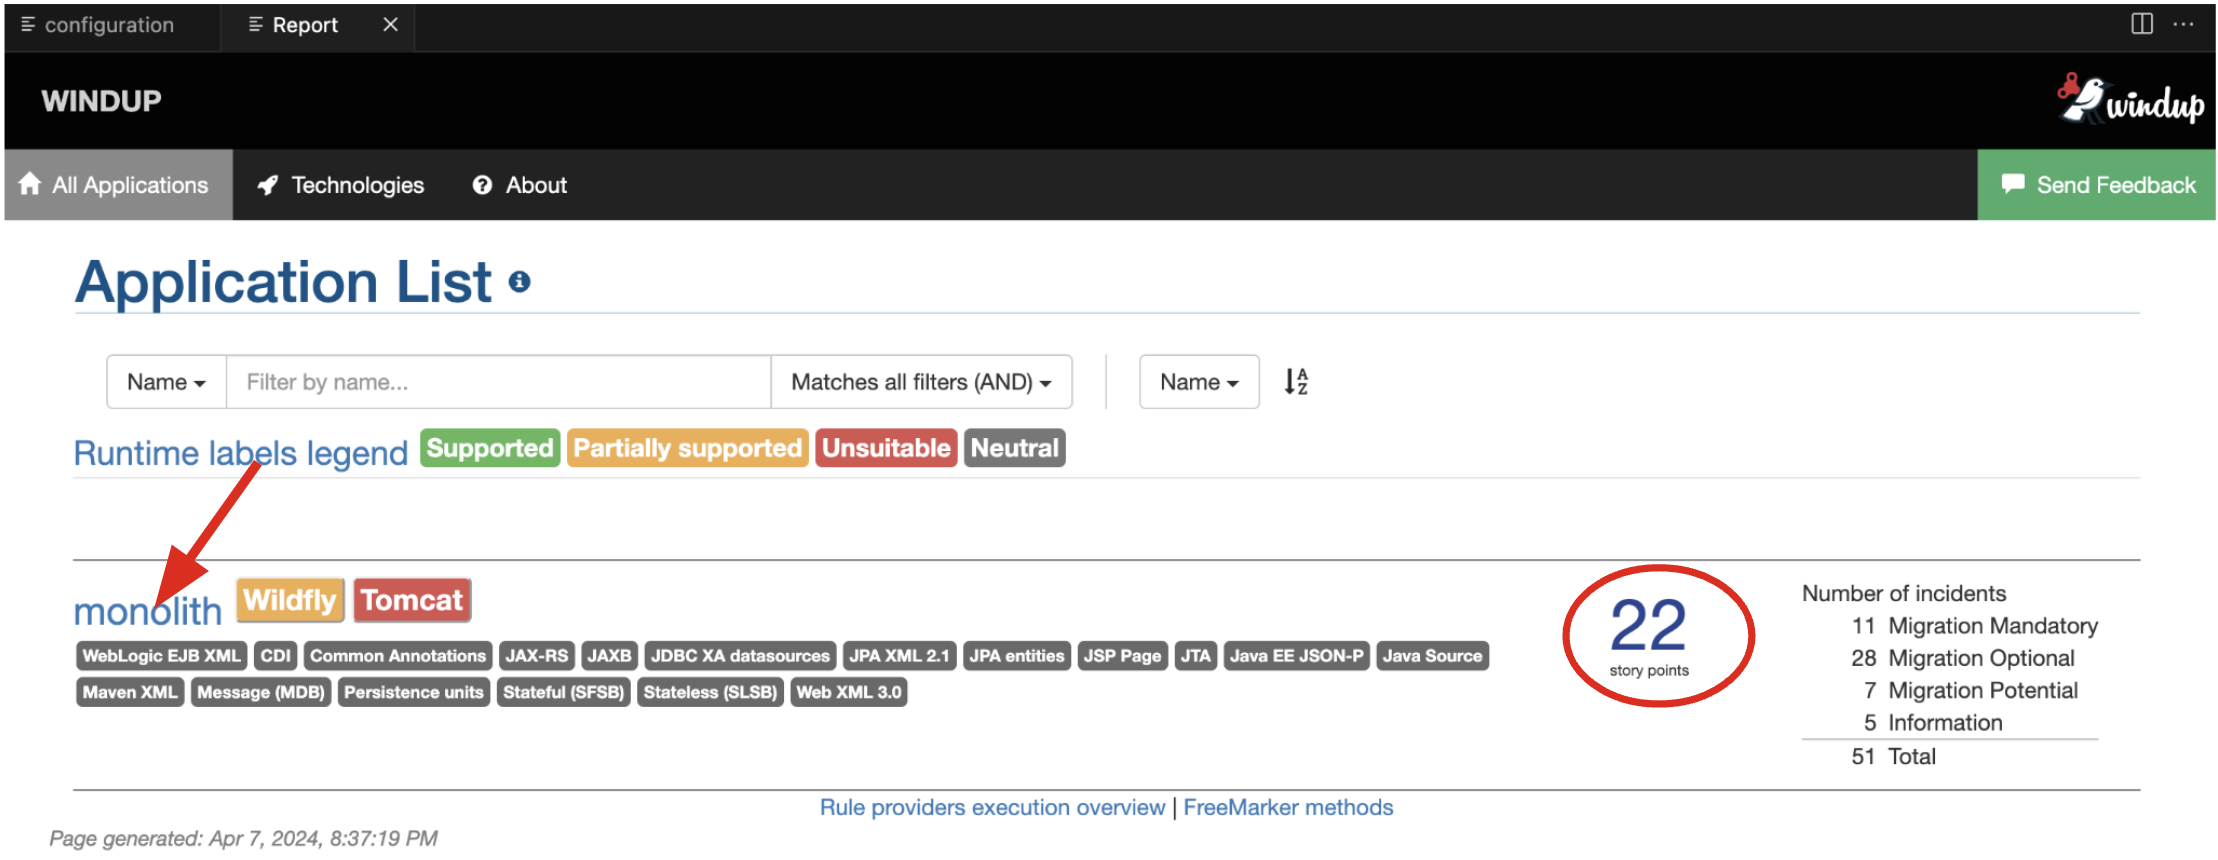 configuration
Report
WINDUP
windup
All Applications Technologies About Send Feedback
Application List
Name Filter by name... Matches all filters (AND) Name
Runtime labels legend Supported Partially supported Unsuitable Neutral
monolith Wildfly Tomcat
WebLogic EJB XML CDI Common Annotations JAX-RS JAXB JDBC XA datasources JPA XML 2.1 JPA entities JSP Page JTA Java EE JSON-P Java Source
Maven XML Message (MDB) Persistence units Stateful (SFSB) Stateless (SLSB) Web XML 3.0
22
story points
Number of incidents
11 Migration Mandatory
28 Migration Optional
7 Migration Potential
5 Information
51 Total
Rule providers execution overview | FreeMarker methods
Page generated: Apr 7, 2024, 8:37:19 PM